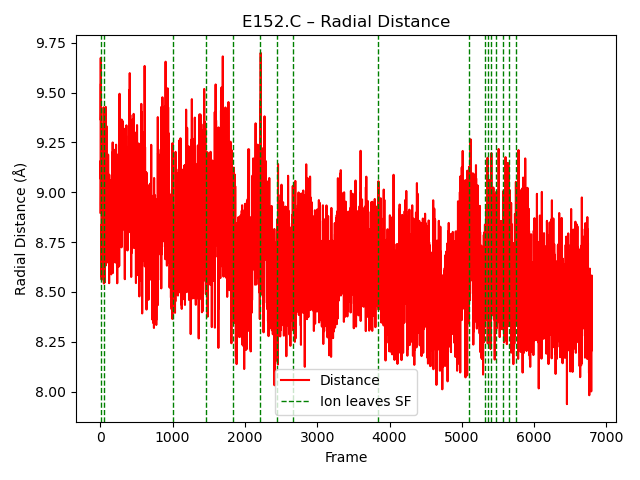 E152.C – Radial Distance
9.75
9.50
9.25
9.00
8.75
8.50
8.25
8.00
Radial Distance (Å)
Distance
Ion leaves SF
0 1000 2000 3000 4000 5000 6000 7000
Frame